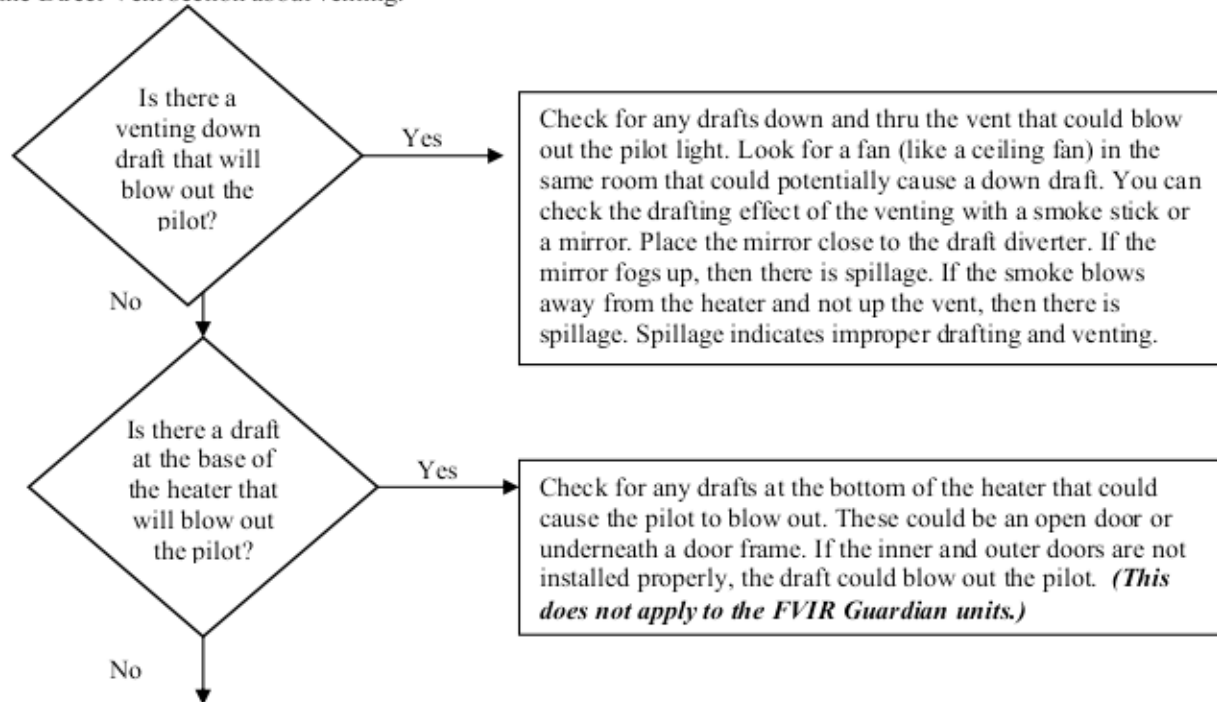 Vent section about venting.
Is there a
venting down
draft that will
blow out the
pilot?
Yes
Check for any drafts down and thru the vent that could blow
out the pilot light. Look for a fan (like a ceiling fan) in the
same room that could potentially cause a down draft. You can
check the drafting effect of the venting with a smoke stick or
a mirror. Place the mirror close to the draft diverter. If the
mirror fogs up, then there is spillage. If the smoke blows
away from the heater and not up the vent, then there is
spillage. Spillage indicates improper drafting and venting.
No
Is there a draft
at the base of
the heater that
will blow out
the pilot?
Yes
Check for any drafts at the bottom of the heater that could
cause the pilot to blow out. These could be an open door or
underneath a door frame. If the inner and outer doors are not
installed properly, the draft could blow out the pilot. (This
does not apply to the FVIR Guardian units.)
No